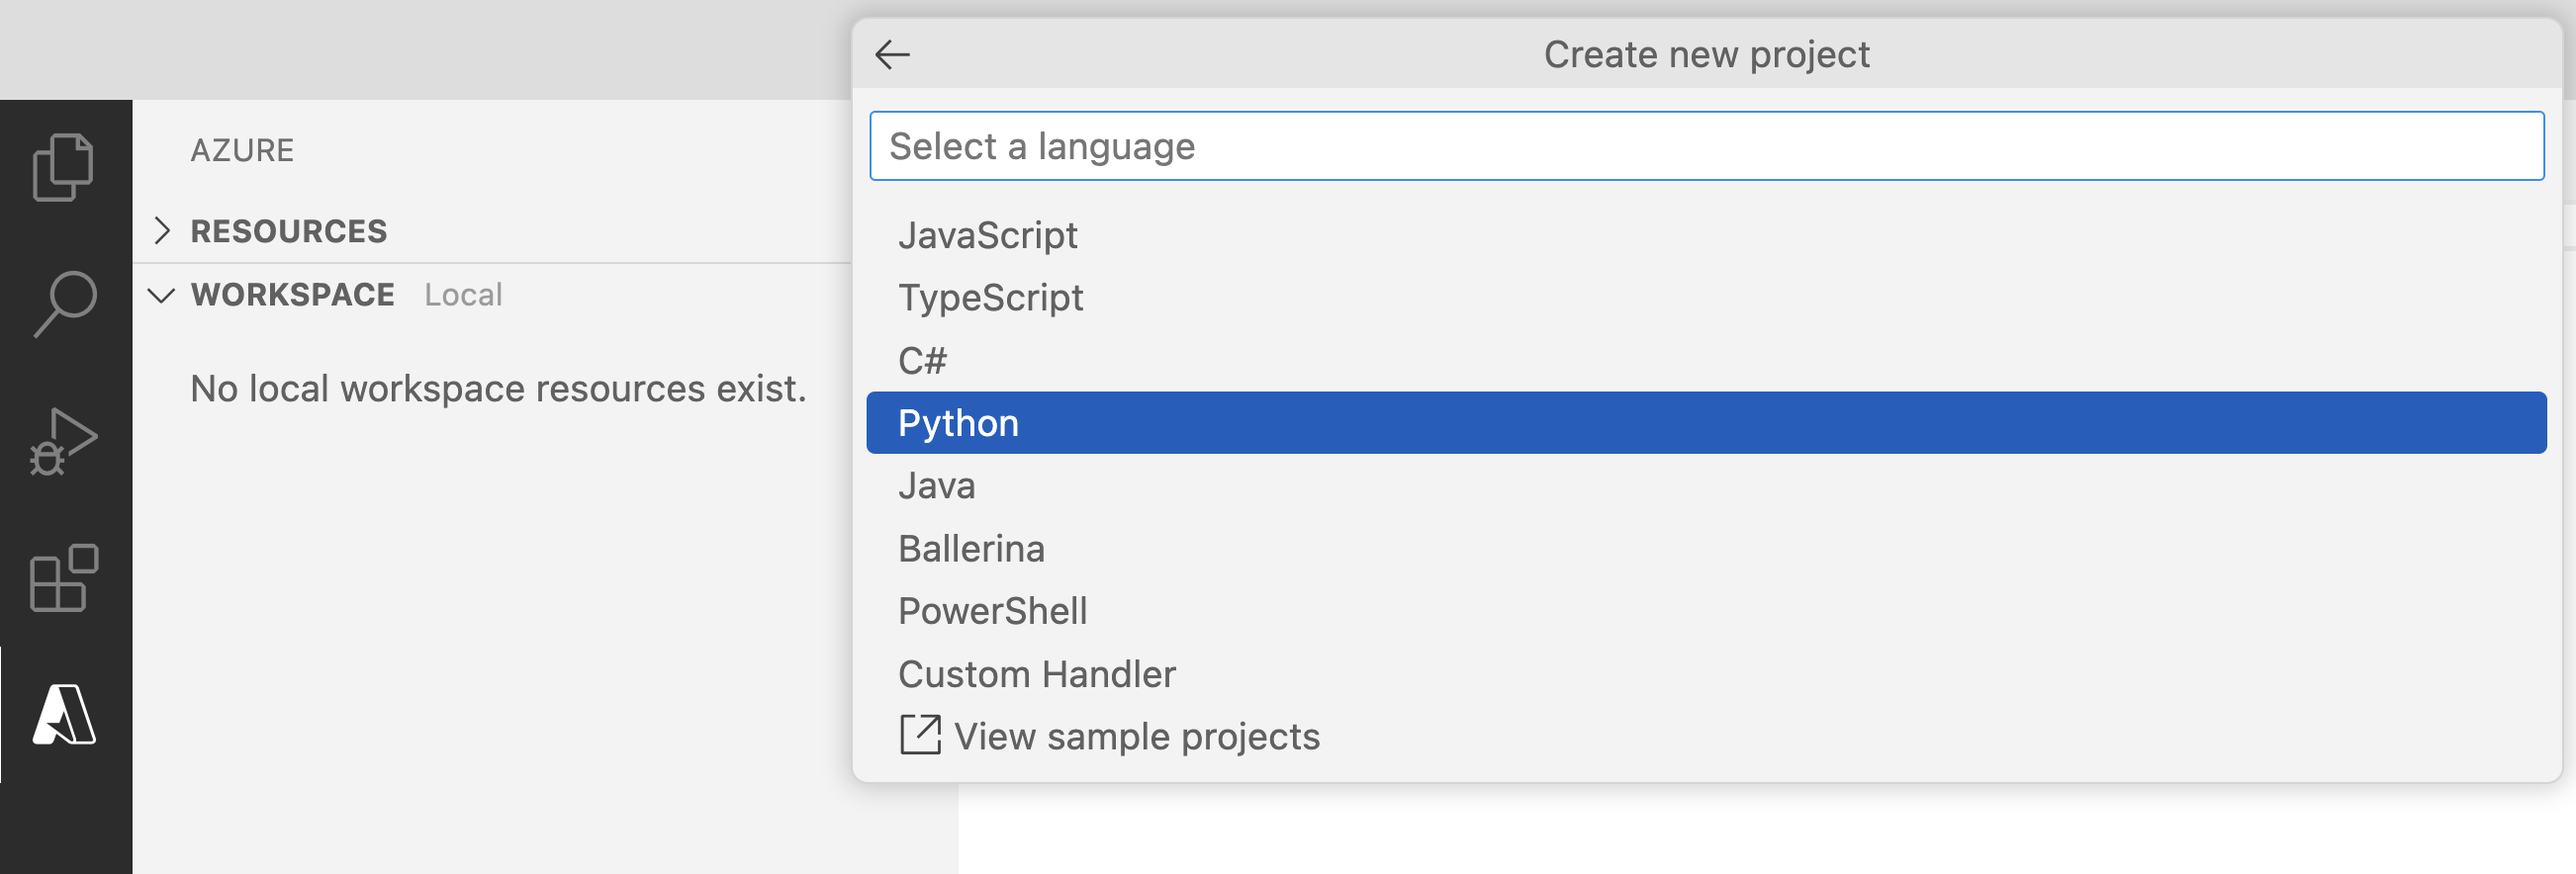 AZURE
RESOURCES
WORKSPACE Local
No local workspace resources exist.
Create new project
Select a language
JavaScript
TypeScript
C#
Python
Java
Ballerina
PowerShell
Custom Handler
View sample projects